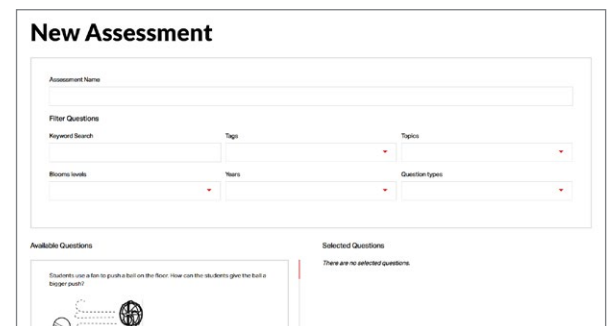 New Assessment
Assessment Name
Filter Questions
Keyword Search
Tags
Topics
Blooms levels
Years
Question types
Available Questions
Selected Questions
There are no selected questions.
Students use a fan to push a ball on the floor. How can the students give the ball a
bigger push?